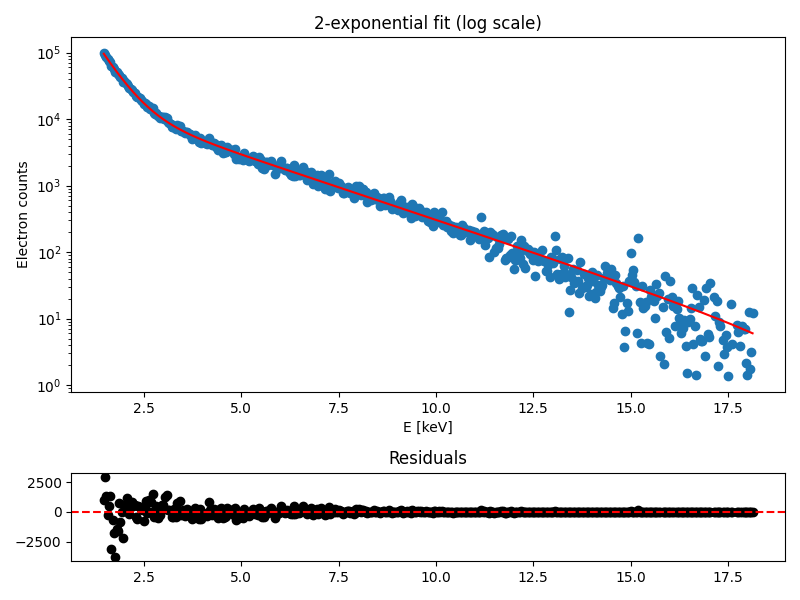 2-exponential fit (log scale)
Electron counts
10^5
10^4
10^3
10^2
10^1
10^0
2.5 5.0 7.5 10.0 12.5 15.0 17.5
E [keV]
Residuals
2500
0
−2500
2.5 5.0 7.5 10.0 12.5 15.0 17.5